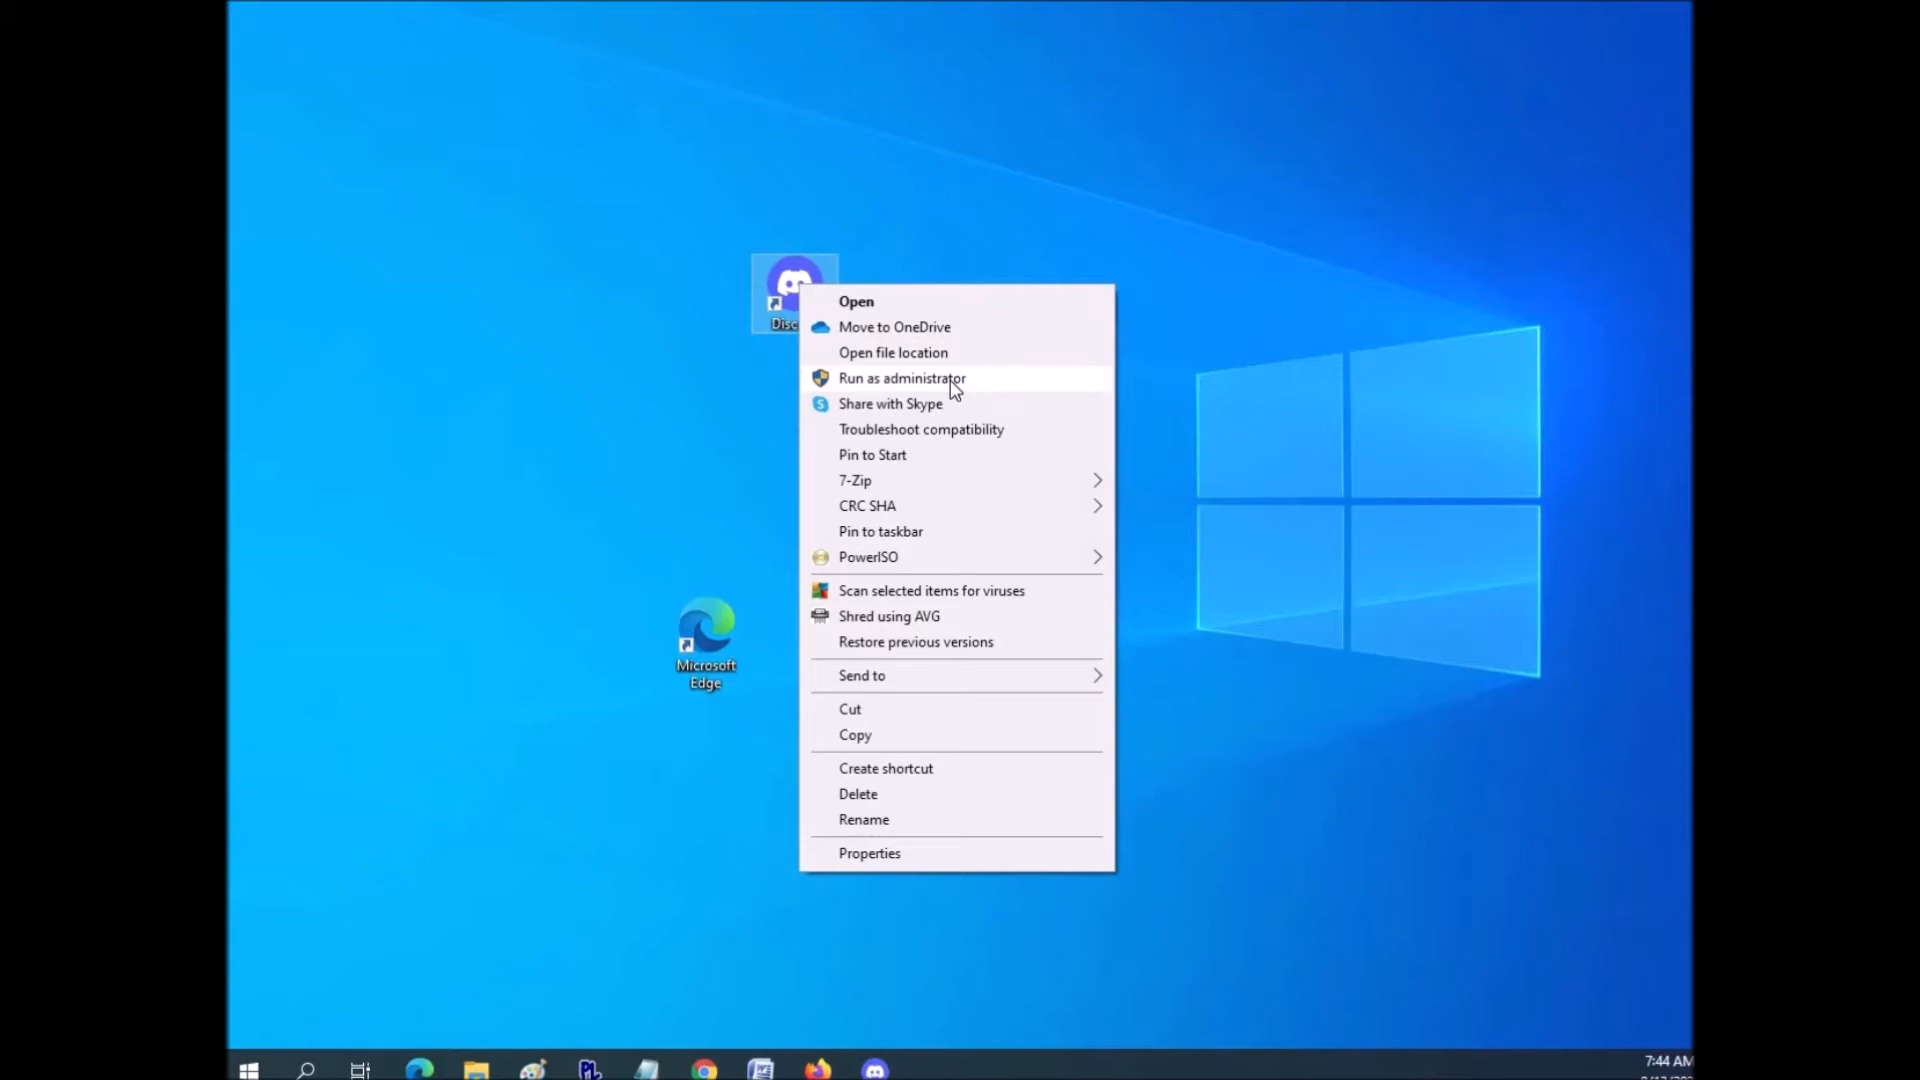 Open
Move to OneDrive
Open file location
Run as administrator
Share with Skype
Troubleshoot compatibility
Pin to Start
7-Zip
CRC SHA
Pin to taskbar
PowerISO
Scan selected items for viruses
Shred using AVG
Restore previous versions
Send to
Cut
Copy
Create shortcut
Delete
Rename
Properties
Microsoft
Edge
7:44 AM